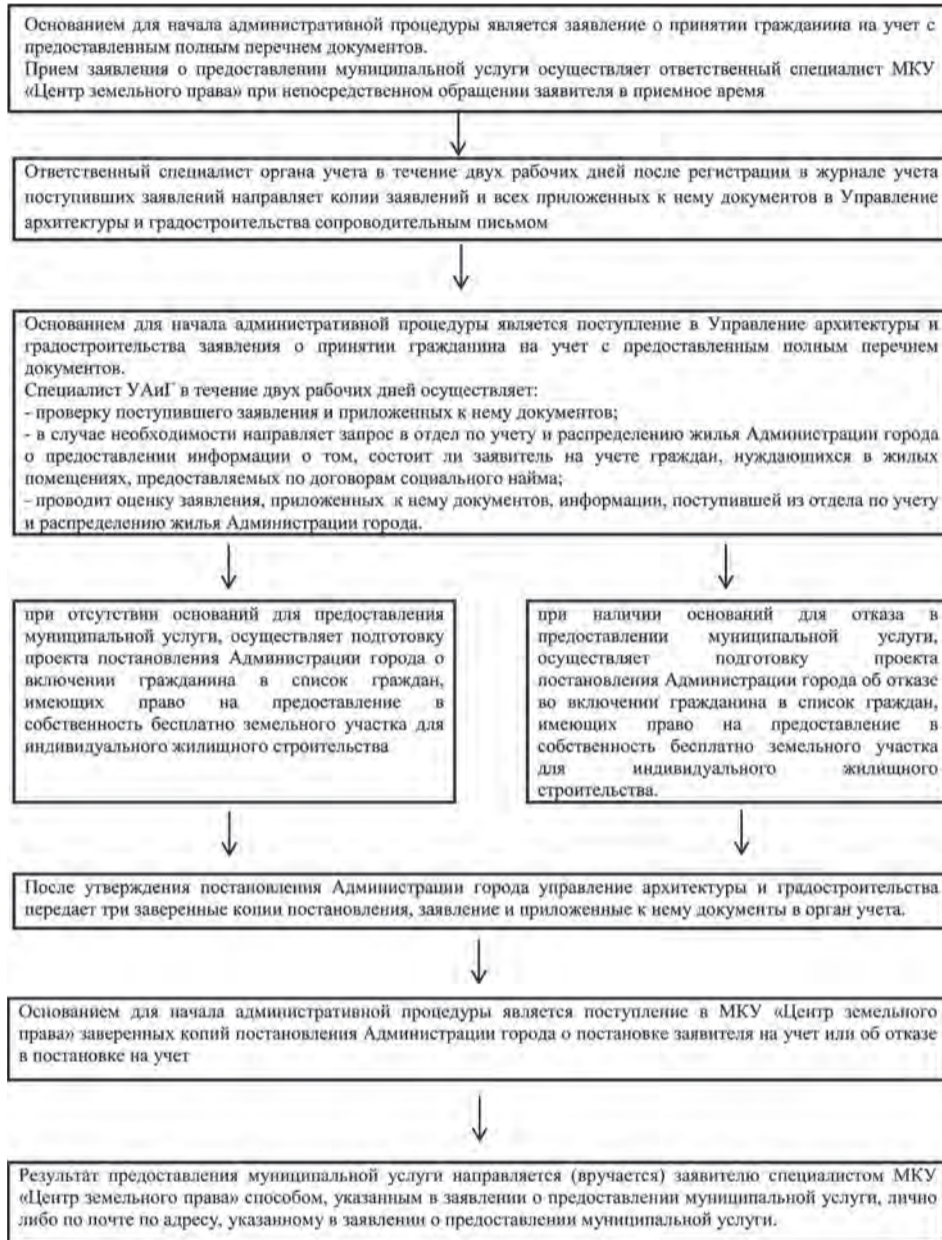 Основанием для начала административной процедуры является заявление о принятии гражданина на учет с
предоставленным полным перечнем документов.
Прием заявления о предоставлении муниципальной услуги осуществляет ответственный специалист МКУ
«Центр земельного права» при непосредственном обращении заявителя в приемное время
Ответственный специалист органа учета в течение двух рабочих дней после регистрации в журнале учета
поступивших заявлений направляет копии заявлений и всех приложенных к нему документов в Управление
архитектуры и градостроительства сопроводительным письмом
Основанием для начала административной процедуры является поступление в Управление архитектуры и
градостроительства заявления о принятии гражданина на учет с предоставленным полным перечнем
документов.
Специалист УАиГ в течение двух рабочих дней осуществляет:
- проверку поступившего заявления и приложенных к нему документов;
- в случае необходимости направляет запрос в отдел по учету и распределению жилья Администрации города
о предоставлении информации о том, состоит ли заявитель на учете граждан, нуждающихся в жилых
помещениях, предоставляемых по договорам социального найма;
- проводит оценку заявления, приложенных к нему документов, информации, поступившей из отдела по учету
и распределению жилья Администрации города.
при отсутствии оснований для предоставления
муниципальной услуги, осуществляет подготовку
проекта постановления Администрации города о
включении гражданина в список граждан,
имеющих право на предоставление в
собственность бесплатно земельного участка для
индивидуального жилищного строительства
при наличии оснований для отказа в
предоставлении муниципальной услуги,
осуществляет подготовку проекта
постановления Администрации города об отказе
во включении гражданина в список граждан,
имеющих право на предоставление в
собственность бесплатно земельного участка
для индивидуального жилищного
строительства.
После утверждения постановления Администрации города управление архитектуры и градостроительства
передает три заверенные копии постановления, заявление и приложенные к нему документы в орган учета.
Основанием для начала административной процедуры является поступление в МКУ «Центр земельного
права» заверенных копий постановления Администрации города о постановке заявителя на учет или об отказе
в постановке на учет
Результат предоставления муниципальной услуги направляется (вручается) заявителю специалистом МКУ
«Центр земельного права» способом, указанным в заявлении о предоставлении муниципальной услуги, лично
либо по почте по адресу, указанному в заявлении о предоставлении муниципальной услуги.